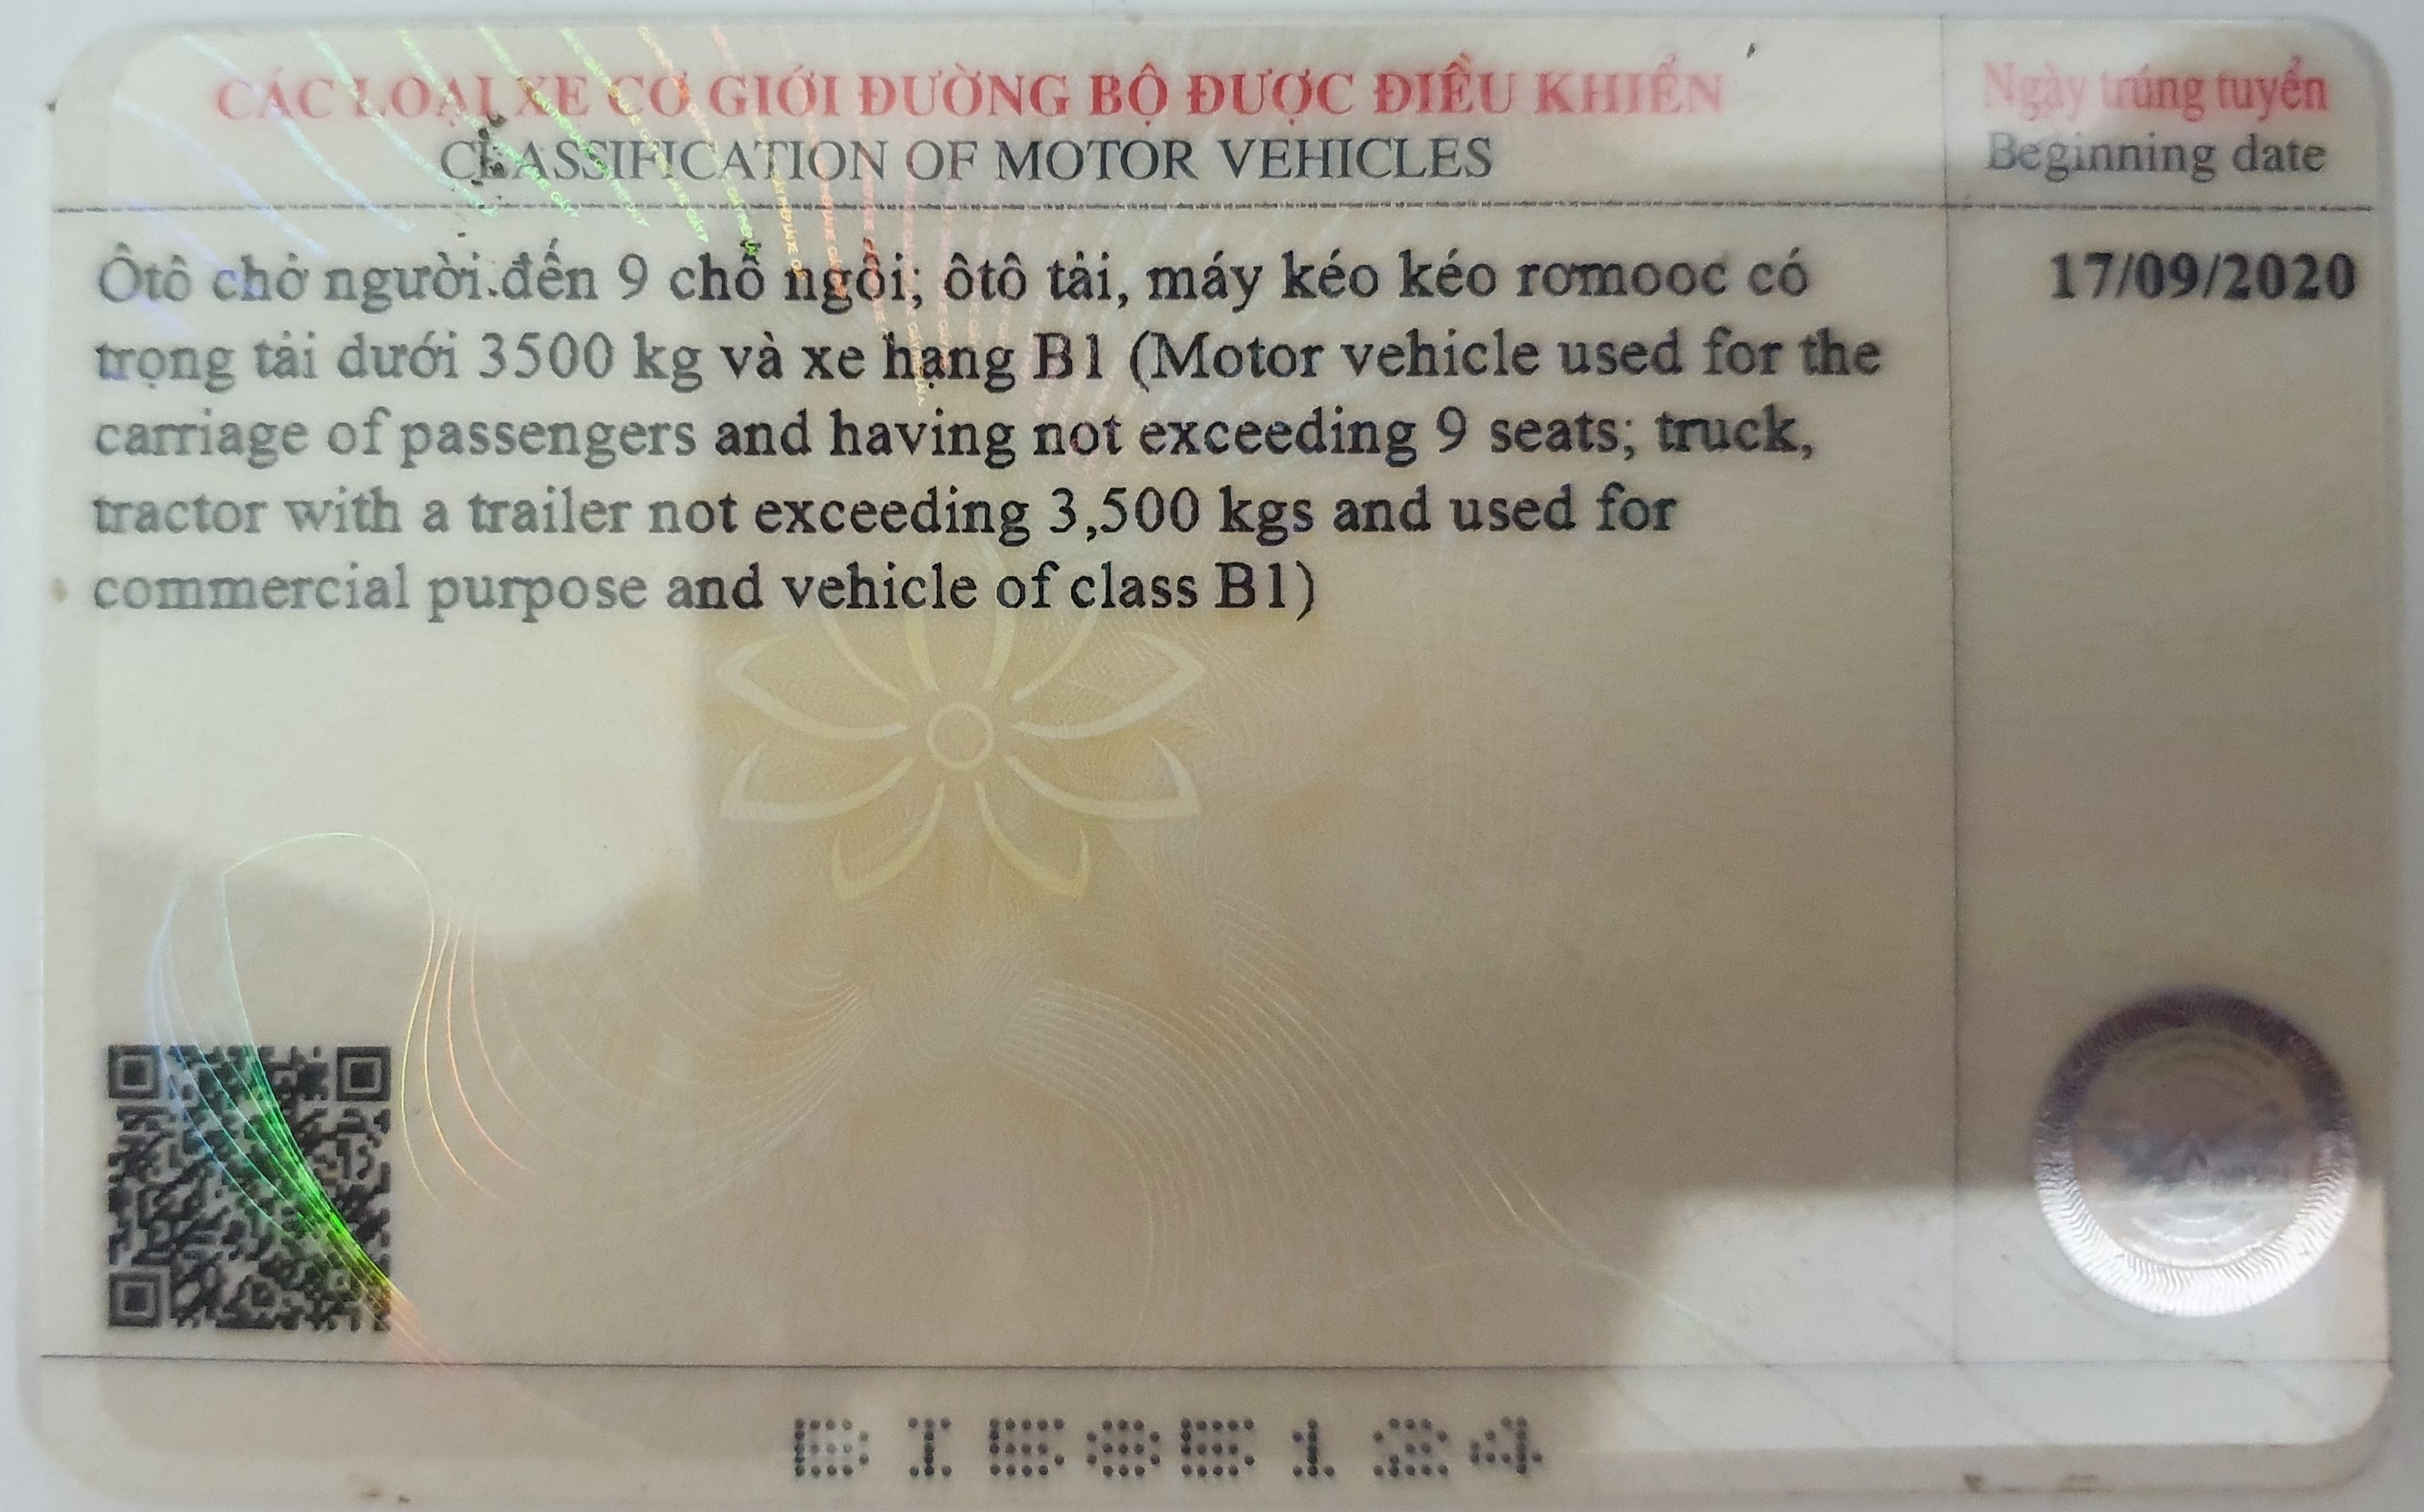 CÁC LOẠI XE CƠ GIỚI ĐƯỜNG BỘ ĐƯỢC ĐIỀU KHIỂN
CLASSIFICATION OF MOTOR VEHICLES
Ngày trúng tuyển
Beginning date
Ôtô chở người đến 9 chỗ ngồi; ôtô tải, máy kéo kéo rơmooc có
trọng tải dưới 3500 kg và xe hạng B1 (Motor vehicle used for the
carriage of passengers and having not exceeding 9 seats; truck,
tractor with a trailer not exceeding 3,500 kgs and used for
commercial purpose and vehicle of class B1)
17/09/2020